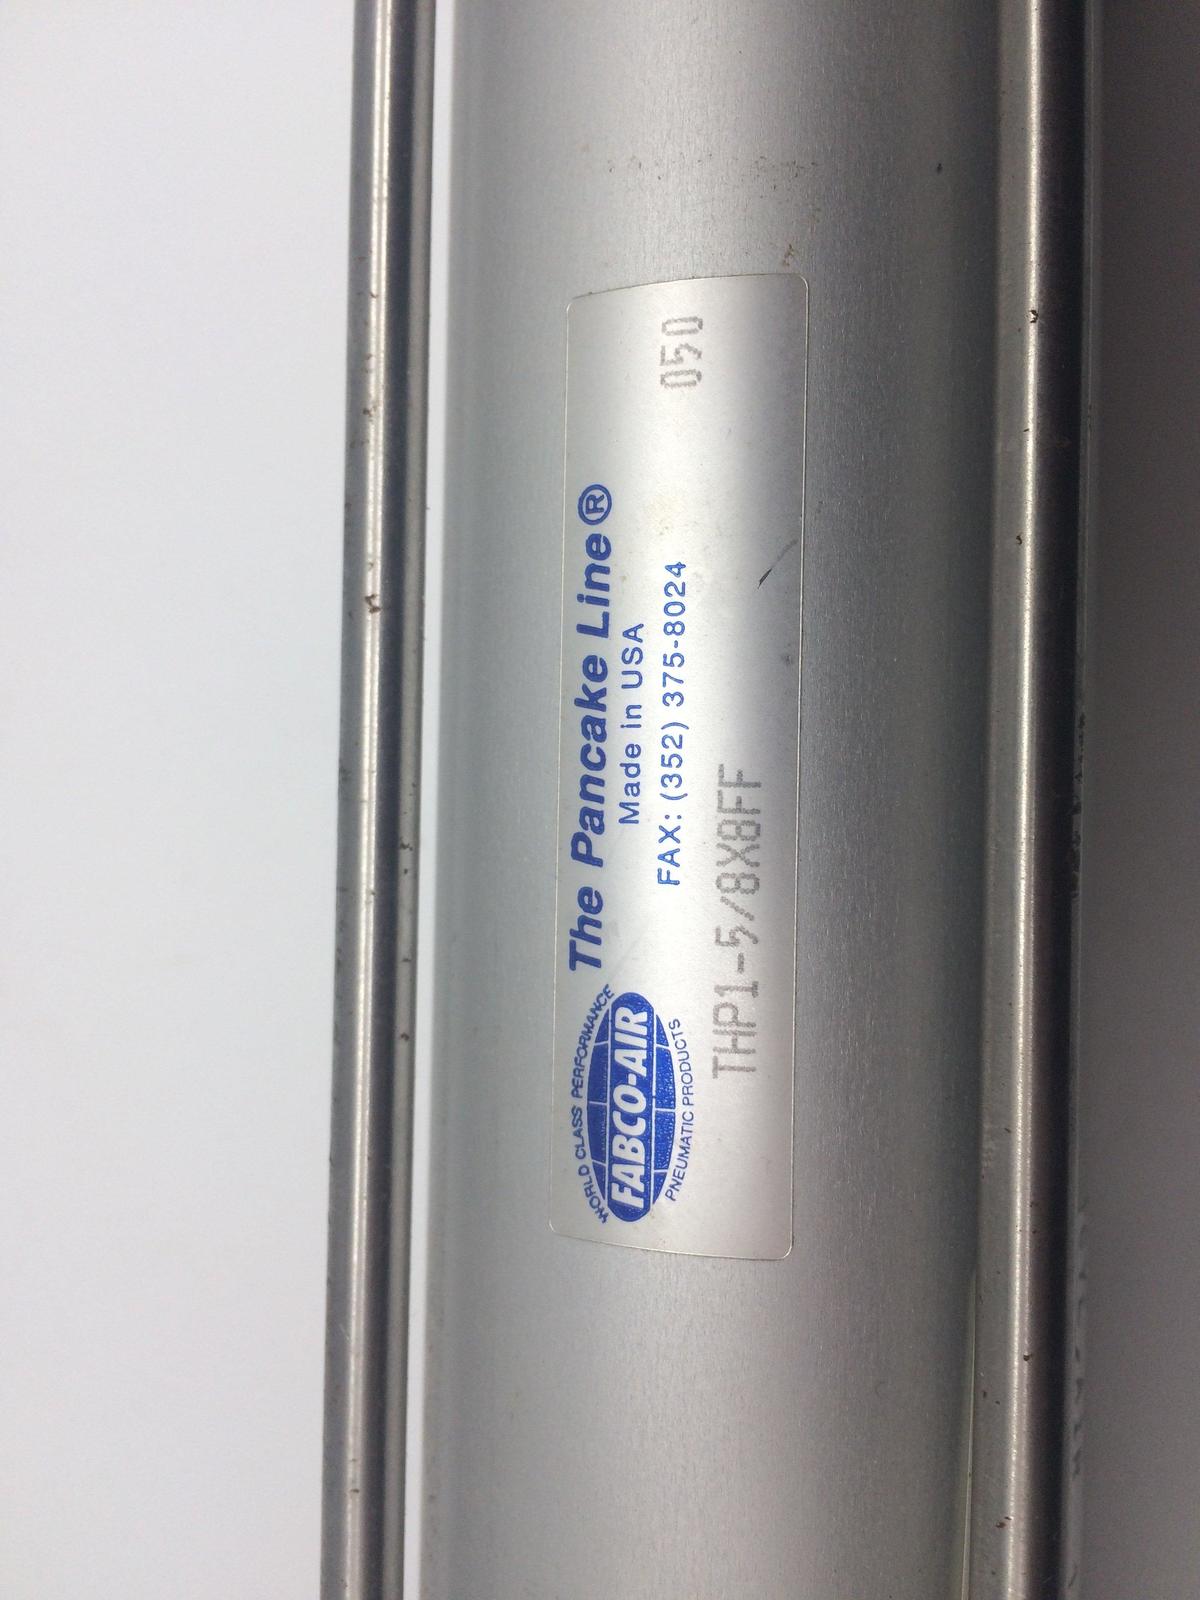 WORLD CLASS PERFORMANCE
FABCO-AIR
PNEUMATIC PRODUCTS
The Pancake Line®
Made in USA
FAX: (352) 375-8024
050
THP1-5/8X8FF